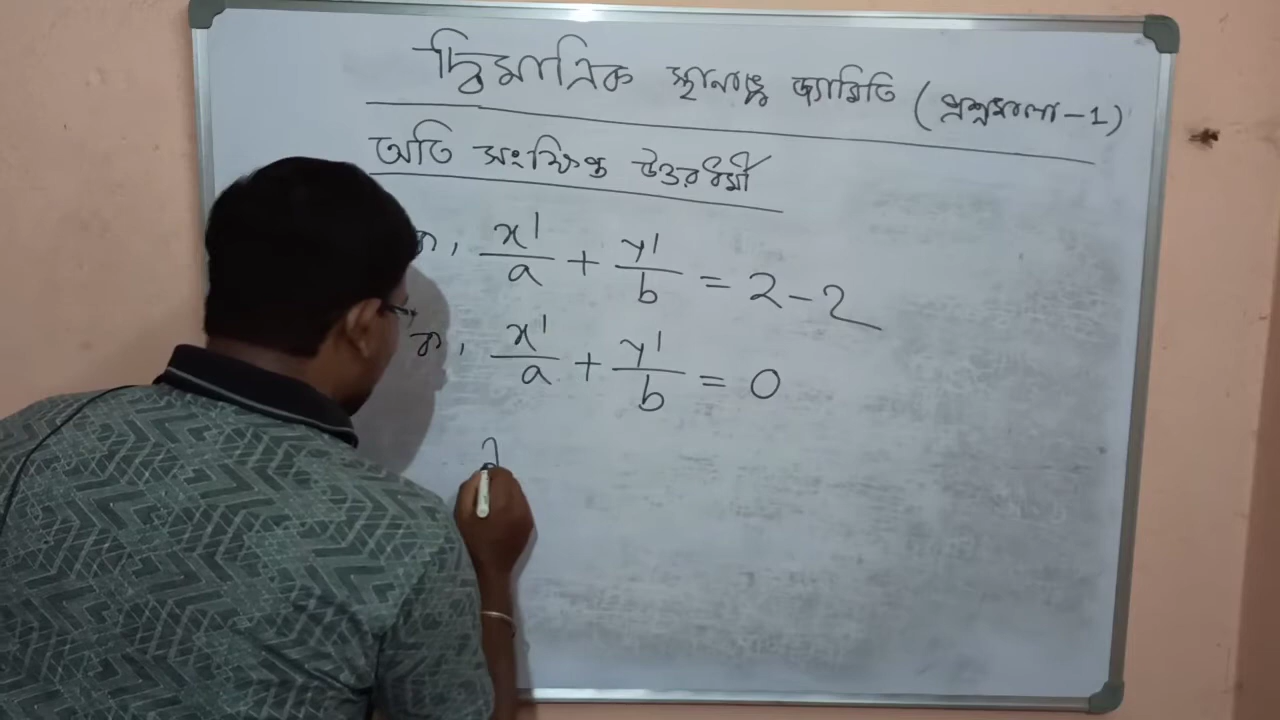 দ্বিমাত্রিক স্থানাঙ্ক জ্যামিতি (প্রশ্নমালা-1)
অতি সংক্ষিপ্ত উত্তরধর্মী
x'/a + y'/b = 2-2
x'/a + y'/b = 0